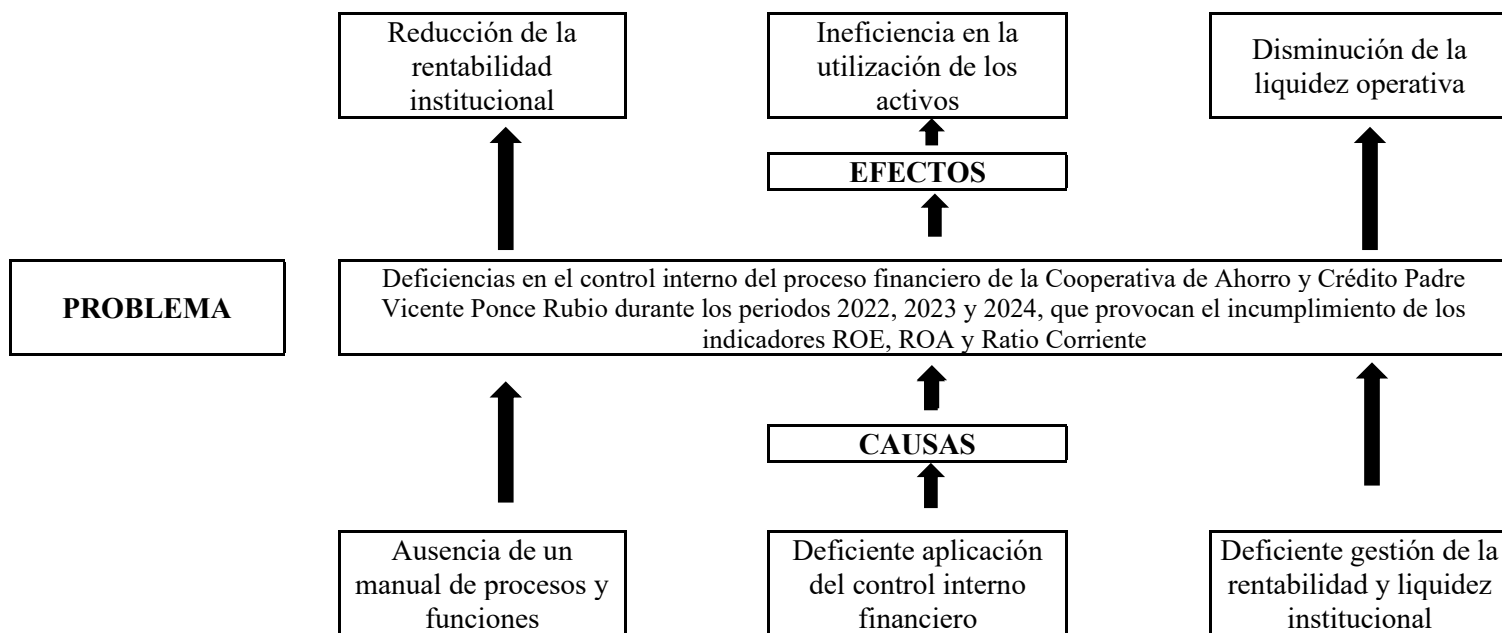 Reducción de la
rentabilidad
institucional
Ineficiencia en la
utilización de los
activos
Disminución de la
liquidez operativa
EFECTOS
PROBLEMA
Deficiencias en el control interno del proceso financiero de la Cooperativa de Ahorro y Crédito Padre
Vicente Ponce Rubio durante los periodos 2022, 2023 y 2024, que provocan el incumplimiento de los
indicadores ROE, ROA y Ratio Corriente
CAUSAS
Ausencia de un
manual de procesos y
funciones
Deficiente aplicación
del control interno
financiero
Deficiente gestión de la
rentabilidad y liquidez
institucional